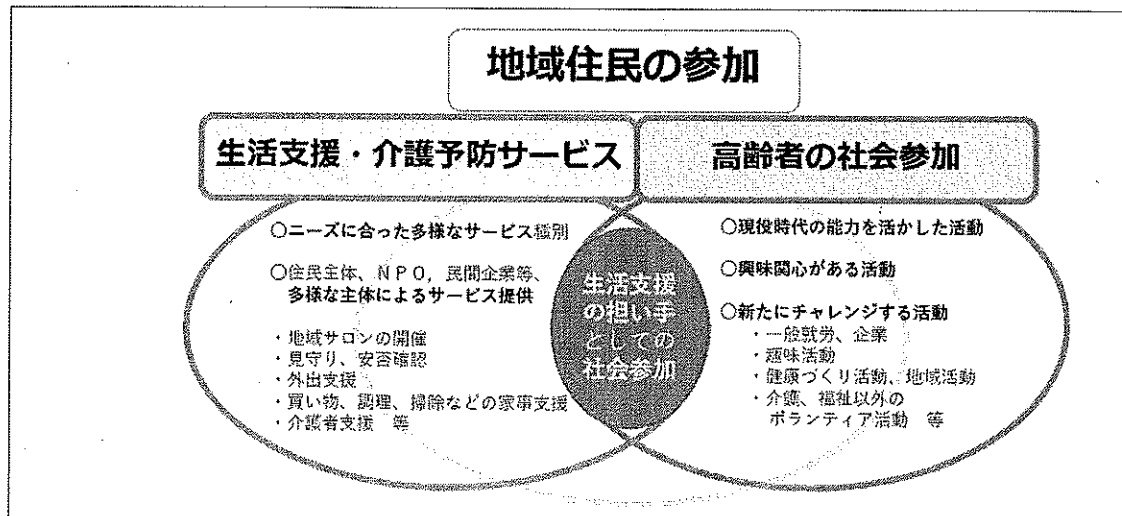 地域住民の参加
生活支援・介護予防サービス
高齢者の社会参加
〇ニーズに合った多様なサービス種別
〇住民主体、NPO,民間企業等、
多様な主体によるサービス提供
・地域サロンの開催
・見守り、安否確認
・外出支援
・買い物、調理、掃除などの家事支援
・介護者支援 等
生活支援
の担い手
としての
社会参加
〇現役時代の能力を活かした活動
〇興味関心がある活動
〇新たにチャレンジする活動
・一般就労、企業
・趣味活動
・健康づくり活動、地域活動
・介護、福祉以外の
ボランティア活動 等